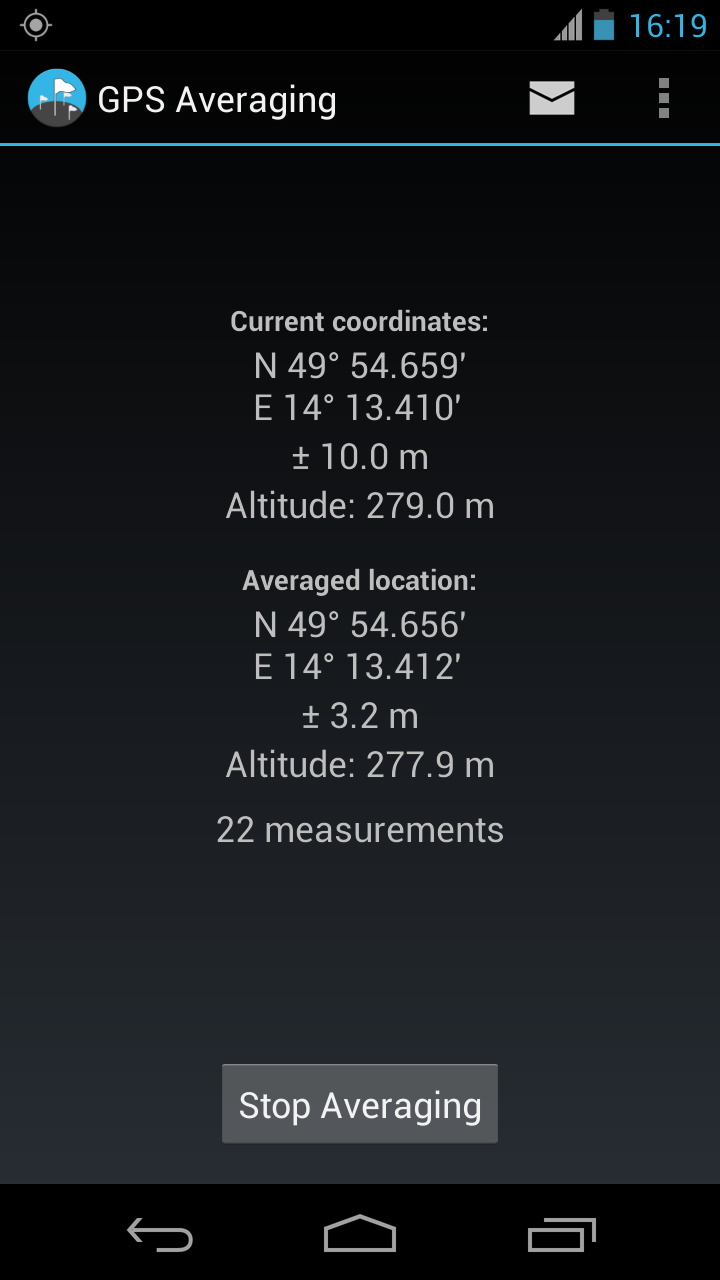 16:19
GPS Averaging
Current coordinates:
N 49° 54.659'
E 14° 13.410'
± 10.0 m
Altitude: 279.0 m
Averaged location:
N 49° 54.656'
E 14° 13.412'
± 3.2 m
Altitude: 277.9 m
22 measurements
Stop Averaging